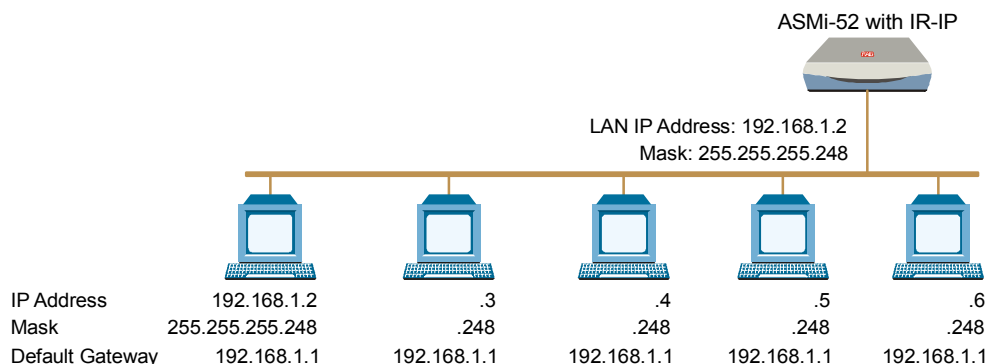 ASMi-52 with IR-IP
RAD
LAN IP Address: 192.168.1.2
Mask: 255.255.255.248
IP Address 192.168.1.2 .3 .4 .5 .6
Mask 255.255.255.248 .248 .248 .248 .248
Default Gateway 192.168.1.1 192.168.1.1 192.168.1.1 192.168.1.1 192.168.1.1